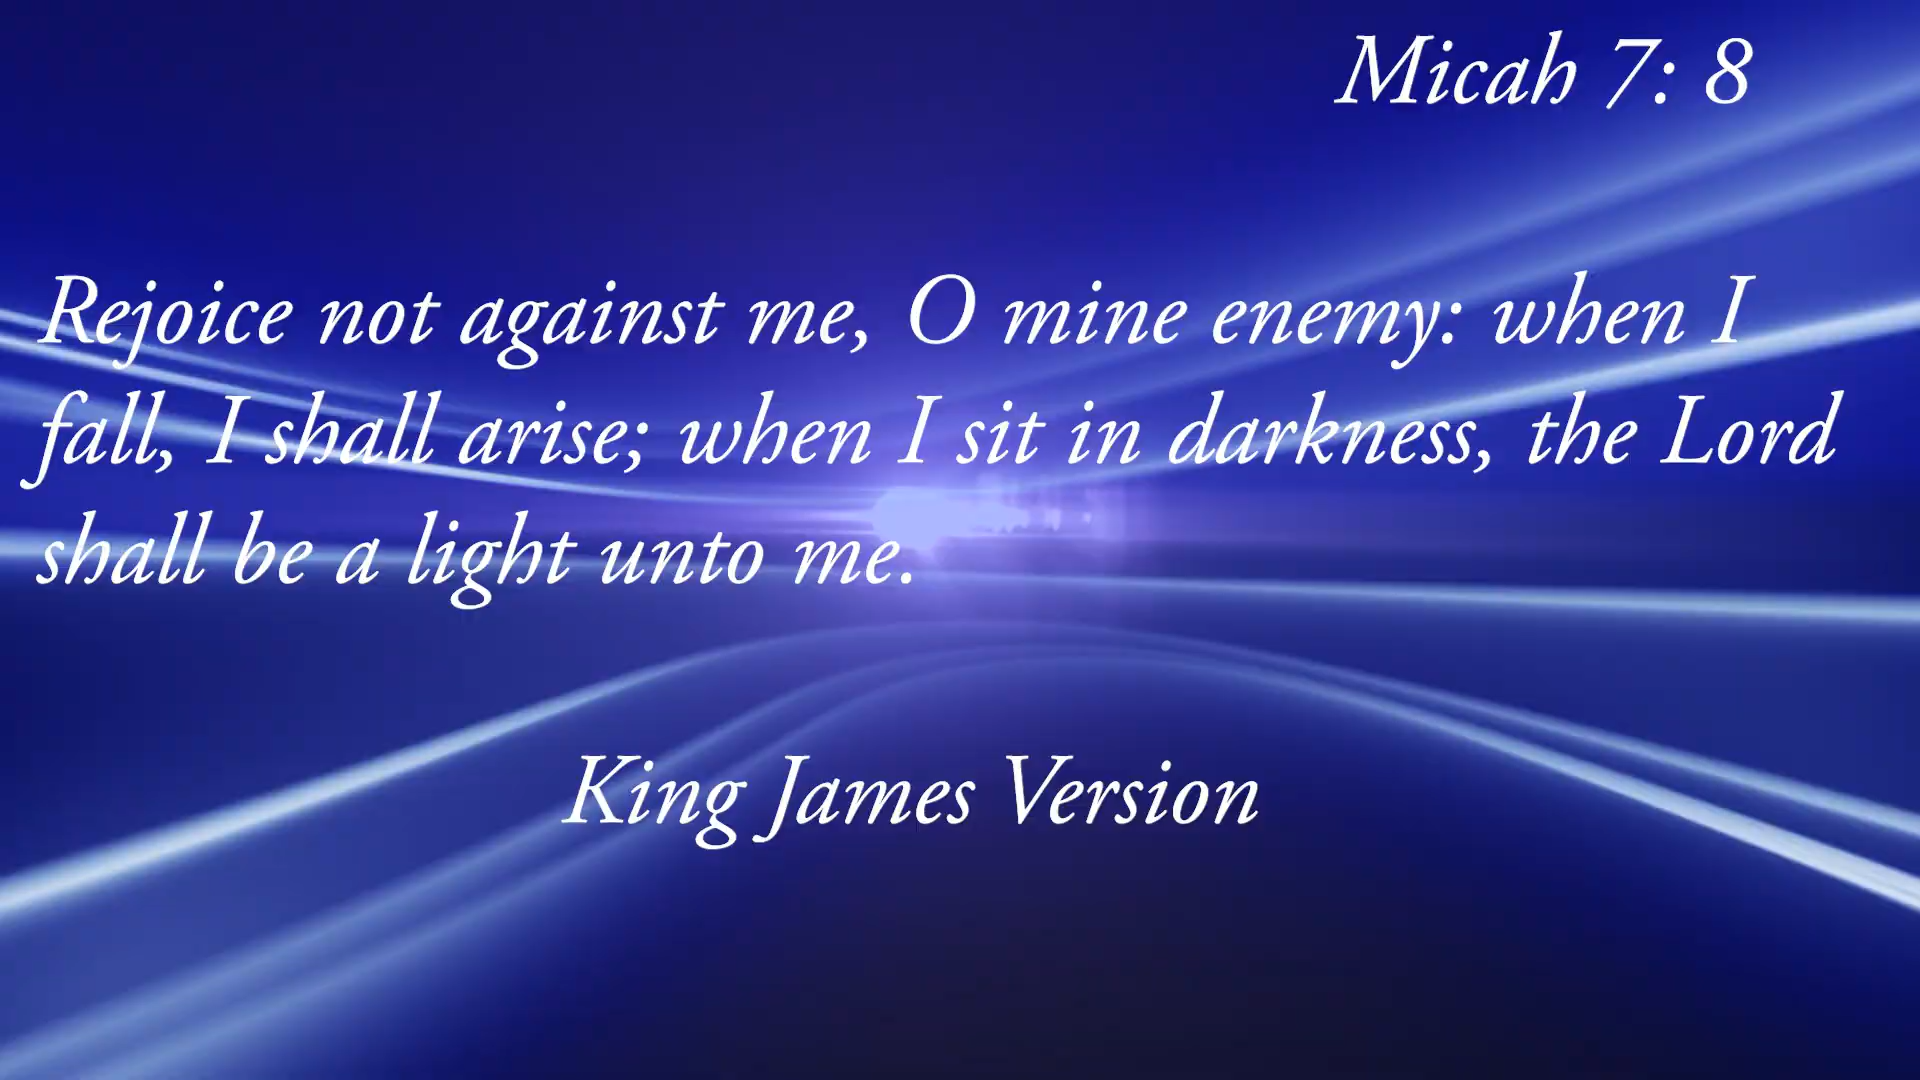 Micah 7: 8
Rejoice not against me, O mine enemy: when I
fall, I shall arise; when I sit in darkness, the Lord
shall be a light unto me.
King James Version